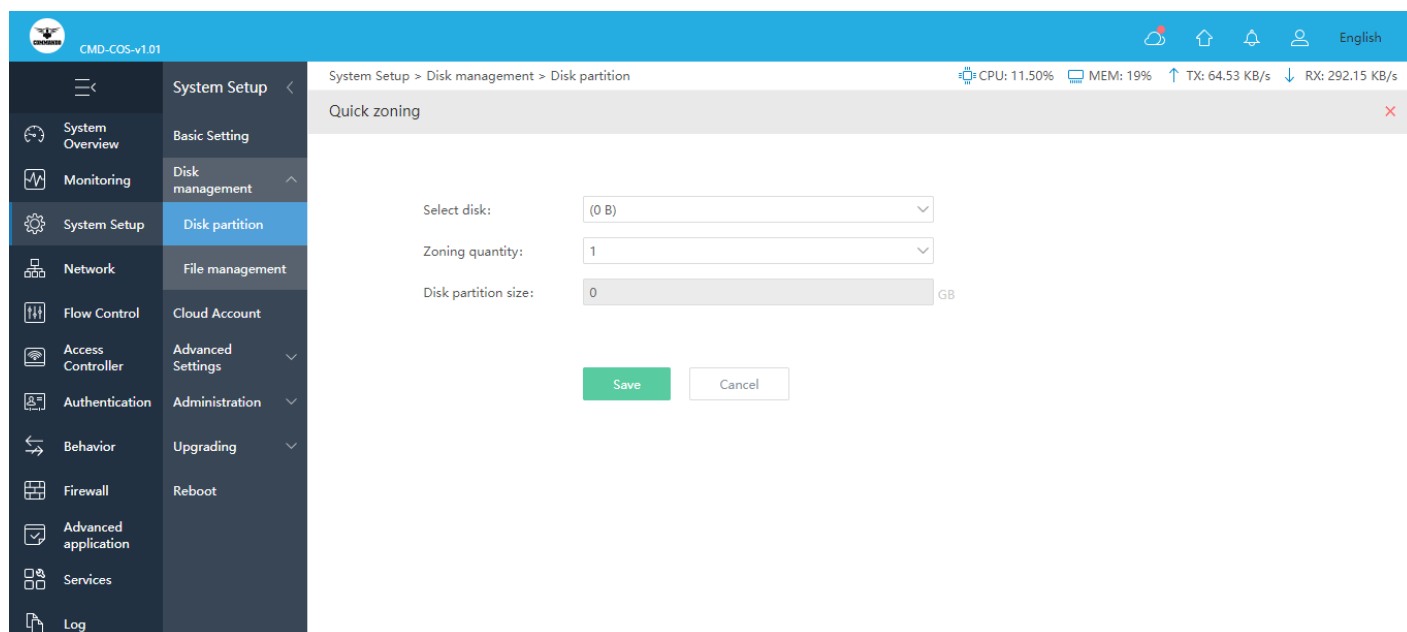 COMMANDO
CMD-COS-v1.01
English
System Setup
System Setup > Disk management > Disk partition
CPU: 11.50%
MEM: 19%
TX: 64.53 KB/s
RX: 292.15 KB/s
Quick zoning
System
Overview
Monitoring
System Setup
Network
Flow Control
Access
Controller
Authentication
Behavior
Firewall
Advanced
application
Services
Log
Basic Setting
Disk
management
Disk partition
File management
Cloud Account
Advanced
Settings
Administration
Upgrading
Reboot
Select disk:
(0 B)
Zoning quantity:
1
Disk partition size:
0
GB
Save
Cancel